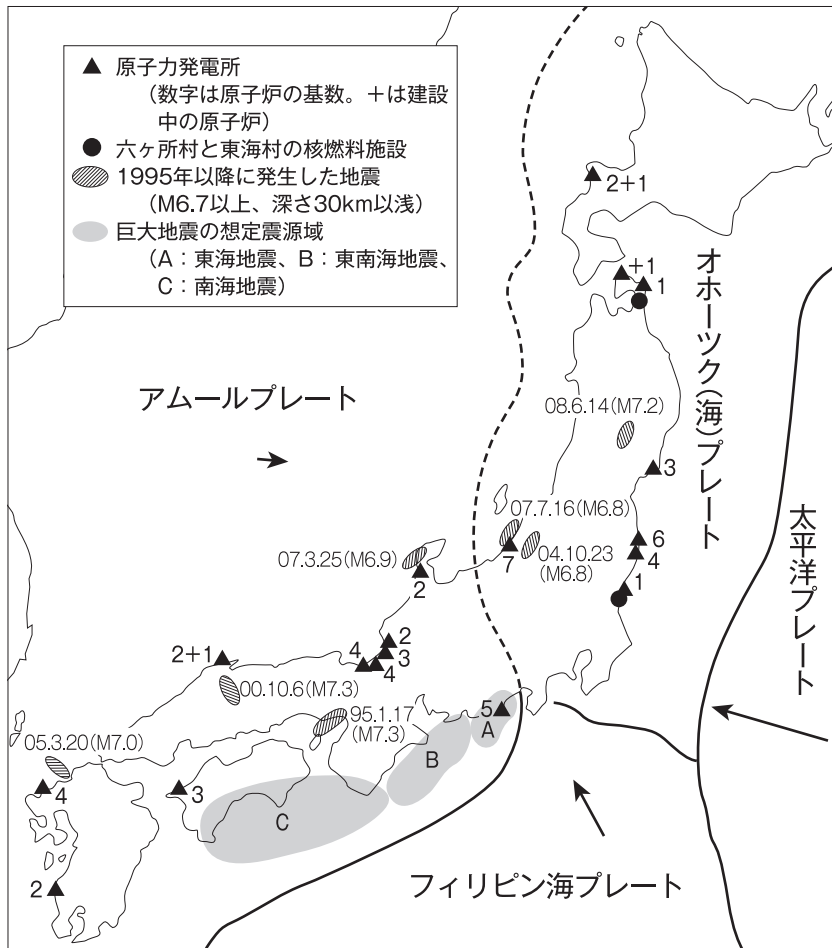 原子力発電所
（数字は原子炉の基数。＋は建設
中の原子炉）
六ヶ所村と東海村の核燃料施設
1995年以降に発生した地震
（M6.7以上、深さ30km以浅）
巨大地震の想定震源域
（A：東海地震、B：東南海地震、
C：南海地震）
2+1
+1
1
オホーツク(海)プレート
アムールプレート
08.6.14(M7.2)
3
太平洋プレート
07.7.16(M6.8)
6
4
04.10.23
(M6.8)
7
07.3.25(M6.9)
2
1
2
3
4
4
2+1
00.10.6(M7.3)
95.1.17
(M7.3)
5
A
B
C
05.3.20(M7.0)
4
3
2
フィリピン海プレート